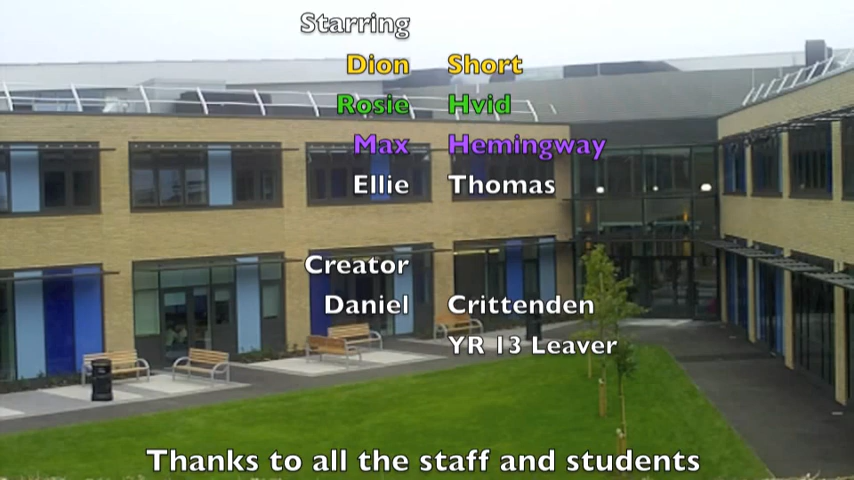 Starring
Dion Short
Rosie Hvid
Max Hemingway
Ellie Thomas
Creator
Daniel Crittenden
YR 13 Leaver
Thanks to all the staff and students